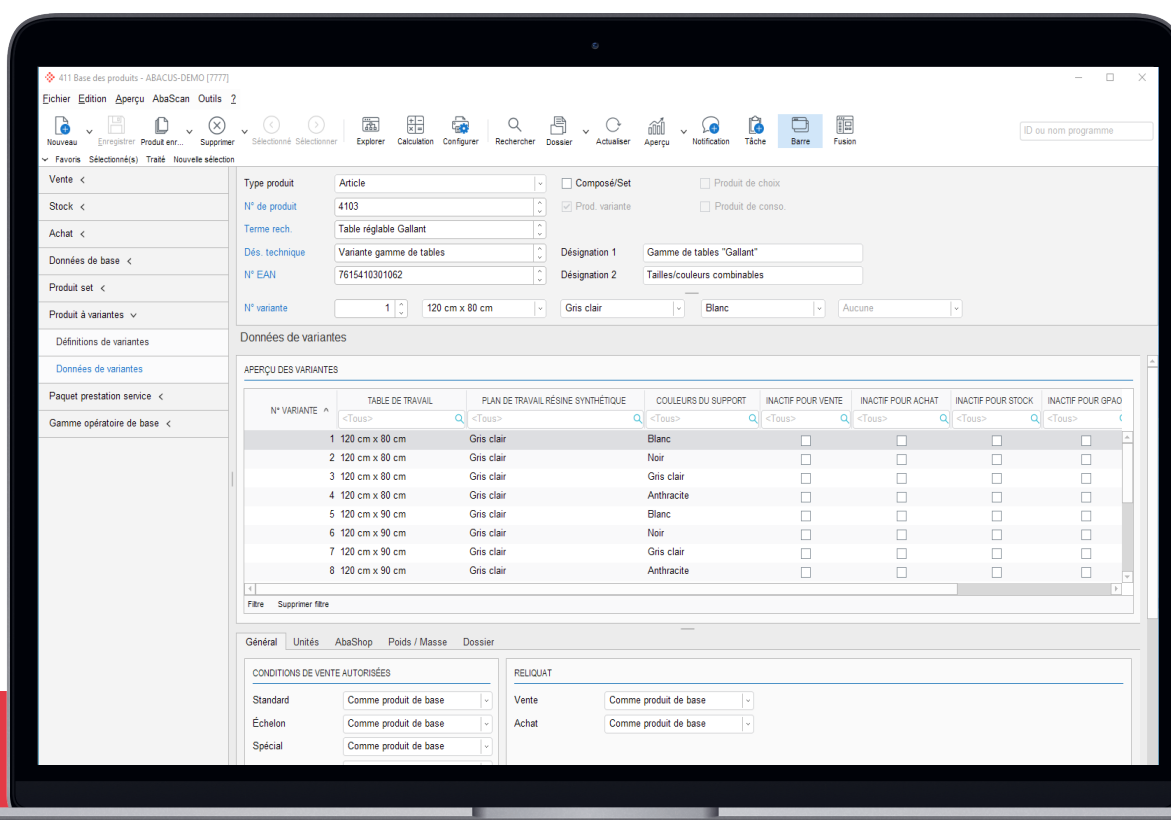 411 Base des produits - ABACUS-DEMO [7777]
Fichier Edition Aperçu AbaScan Outils ?
Nouveau Enregistrer Produit enr... Supprimer Sélectionné Sélectionner Explorer Calculation Configurer Rechercher Dossier Actualiser Aperçu Notification Tâche Barre Fusion
ID ou nom programme
Favoris Sélectionné(s) Traité Nouvelle sélection
Vente
Stock
Achat
Données de base
Produit set
Produit à variantes
Définitions de variantes
Données de variantes
Paquet prestation service
Gamme opératoire de base
Type produit Article Composé/Set Produit de choix
N° de produit 4103 Prod. variante Produit de conso.
Terme rech. Table réglable Gallant
Dés. technique Variante gamme de tables Désignation 1 Gamme de tables "Gallant"
N° EAN 7615410301062 Désignation 2 Tailles/couleurs combinables
N° variante 1 120 cm x 80 cm Gris clair Blanc Aucune
Données de variantes
APERÇU DES VARIANTES
N° VARIANTE TABLE DE TRAVAIL PLAN DE TRAVAIL RÉSINE SYNTHÉTIQUE COULEURS DU SUPPORT INACTIF POUR VENTE INACTIF POUR ACHAT INACTIF POUR STOCK INACTIF POUR GPAO
<Tous> <Tous> <Tous> <Tous> <Tous> <Tous> <Tous>
1 120 cm x 80 cm Gris clair Blanc
2 120 cm x 80 cm Gris clair Noir
3 120 cm x 80 cm Gris clair Gris clair
4 120 cm x 80 cm Gris clair Anthracite
5 120 cm x 90 cm Gris clair Blanc
6 120 cm x 90 cm Gris clair Noir
7 120 cm x 90 cm Gris clair Gris clair
8 120 cm x 90 cm Gris clair Anthracite
Filtre Supprimer filtre
Général Unités AbaShop Poids / Masse Dossier
CONDITIONS DE VENTE AUTORISÉES RELIQUAT
Standard Comme produit de base Vente Comme produit de base
Échelon Comme produit de base Achat Comme produit de base
Spécial Comme produit de base